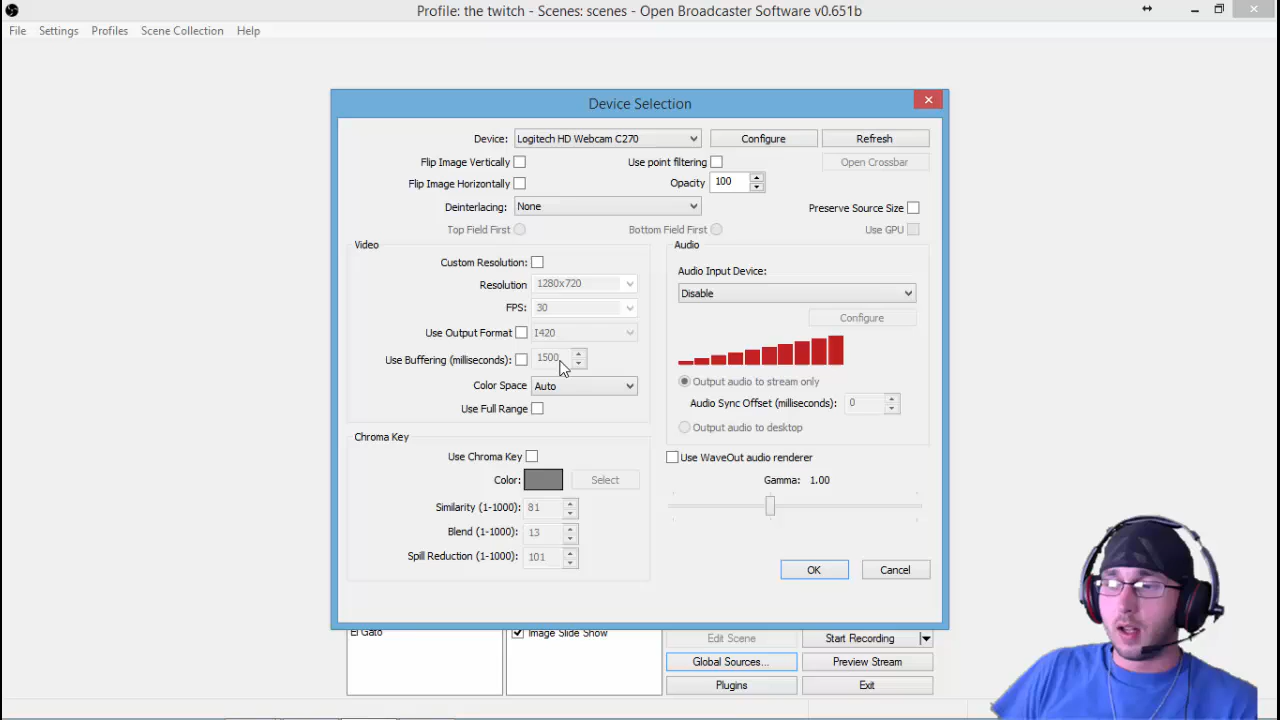 Profile: the twitch - Scenes: scenes - Open Broadcaster Software v0.651b
File Settings Profiles Scene Collection Help
Device Selection
Device: Logitech HD Webcam C270 Configure Refresh
Flip Image Vertically Use point filtering Open Crossbar
Flip Image Horizontally Opacity 100
Deinterlacing: None Preserve Source Size
Top Field First Bottom Field First Use GPU
Video
Custom Resolution:
Resolution 1280x720
FPS: 30
Use Output Format I420
Use Buffering (milliseconds): 1500
Color Space Auto
Use Full Range
Audio
Audio Input Device:
Disable
Configure
Output audio to stream only
Audio Sync Offset (milliseconds): 0
Output audio to desktop
Chroma Key
Use Chroma Key
Color: Select
Similarity (1-1000): 81
Blend (1-1000): 13
Spill Reduction (1-1000): 101
Use WaveOut audio renderer
Gamma: 1.00
OK Cancel
El Gato Image Slide Show Edit Scene Start Recording
Global Sources... Preview Stream
Plugins Exit